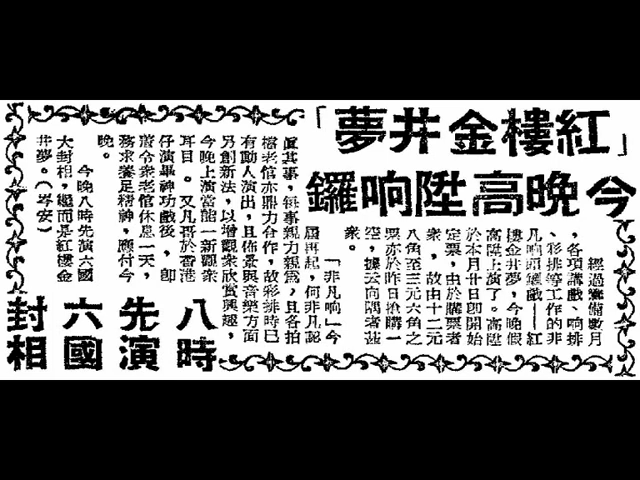 「紅樓金井夢」
今晚高陞响鑼
經過籌備數月
，各項講戲、响排
、彩排等工作的非
凡响頭鑼戲——紅
樓金井夢，今晚假
高陞上演了。高陞
於本月廿日即開始
定票，由於購票者
衆，故由十二元
八角至三元六角之
票亦於昨日搶購一
空，據云向隅者甚
衆。
「非凡响」今
再起，何非凡認
眞其事，每事親力親爲，且各拍
檔老倌亦鼎力合作，故彩排時已
有動人演出，且佈景與音樂方面
另創新法，以增觀衆欣賞興趣，
今晚上演當能一新觀衆
耳目。又凡哥於香港
仔演畢神功戲後，即
令衆老倌休息一天，
務求養足精神，應付今
晚。
今晚八時先演六國
大封相，繼而是紅樓金
井夢。（岑安）
八時
先演
六國
封相